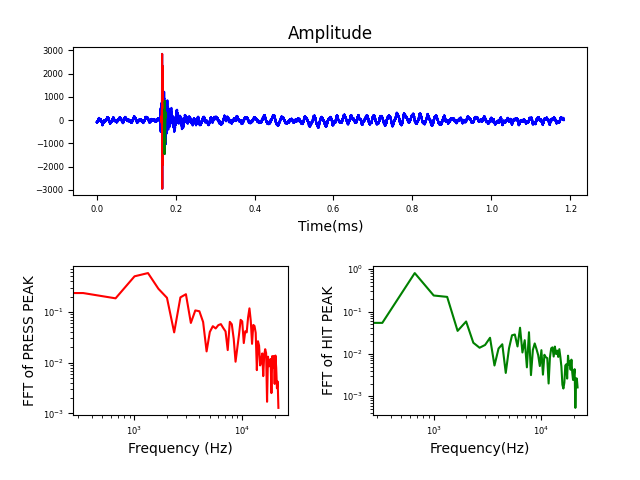 Amplitude
3000
2000
1000
0
−1000
−2000
−3000
0.0 0.2 0.4 0.6 0.8 1.0 1.2
Time(ms)
FFT of PRESS PEAK
10⁻¹
10⁻²
10⁻³
10³ 10⁴
Frequency (Hz)
FFT of HIT PEAK
10⁰
10⁻¹
10⁻²
10⁻³
10³ 10⁴
Frequency(Hz)